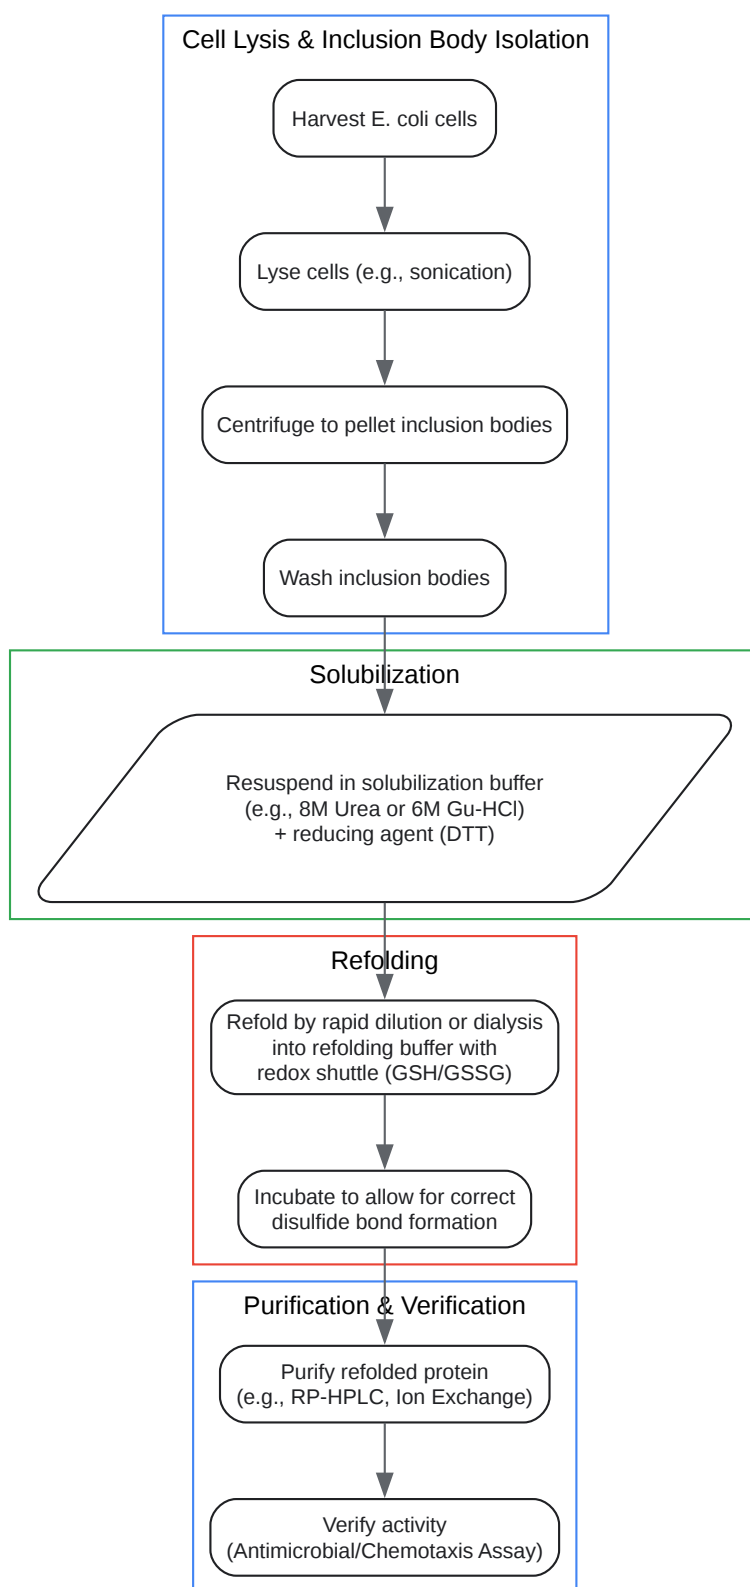 Cell Lysis & Inclusion Body Isolation
Harvest E. coli cells
Lyse cells (e.g., sonication)
Centrifuge to pellet inclusion bodies
Wash inclusion bodies
Solubilization
Resuspend in solubilization buffer
(e.g., 8M Urea or 6M Gu-HCl)
+ reducing agent (DTT)
Refolding
Refold by rapid dilution or dialysis
into refolding buffer with
redox shuttle (GSH/GSSG)
Incubate to allow for correct
disulfide bond formation
Purification & Verification
Purify refolded protein
(e.g., RP-HPLC, Ion Exchange)
Verify activity
(Antimicrobial/Chemotaxis Assay)